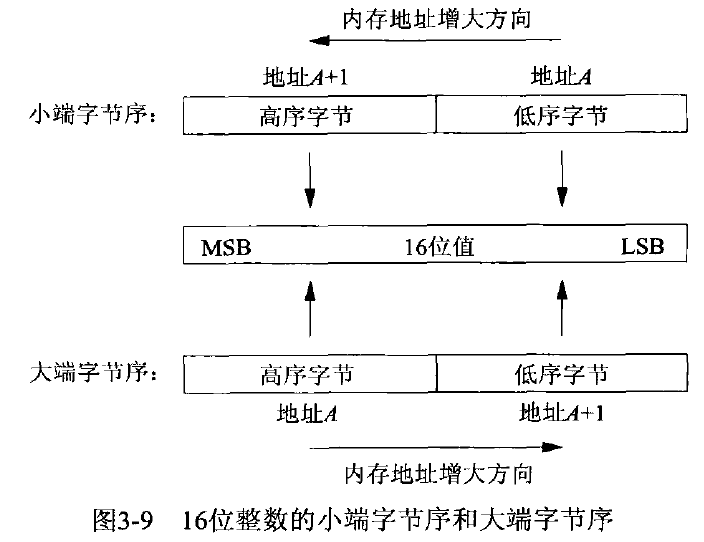 内存地址增大方向
地址A+1 地址A
小端字节序： 高序字节 低序字节
MSB 16位值 LSB
大端字节序： 高序字节 低序字节
地址A 地址A+1
内存地址增大方向
图3-9 16位整数的小端字节序和大端字节序